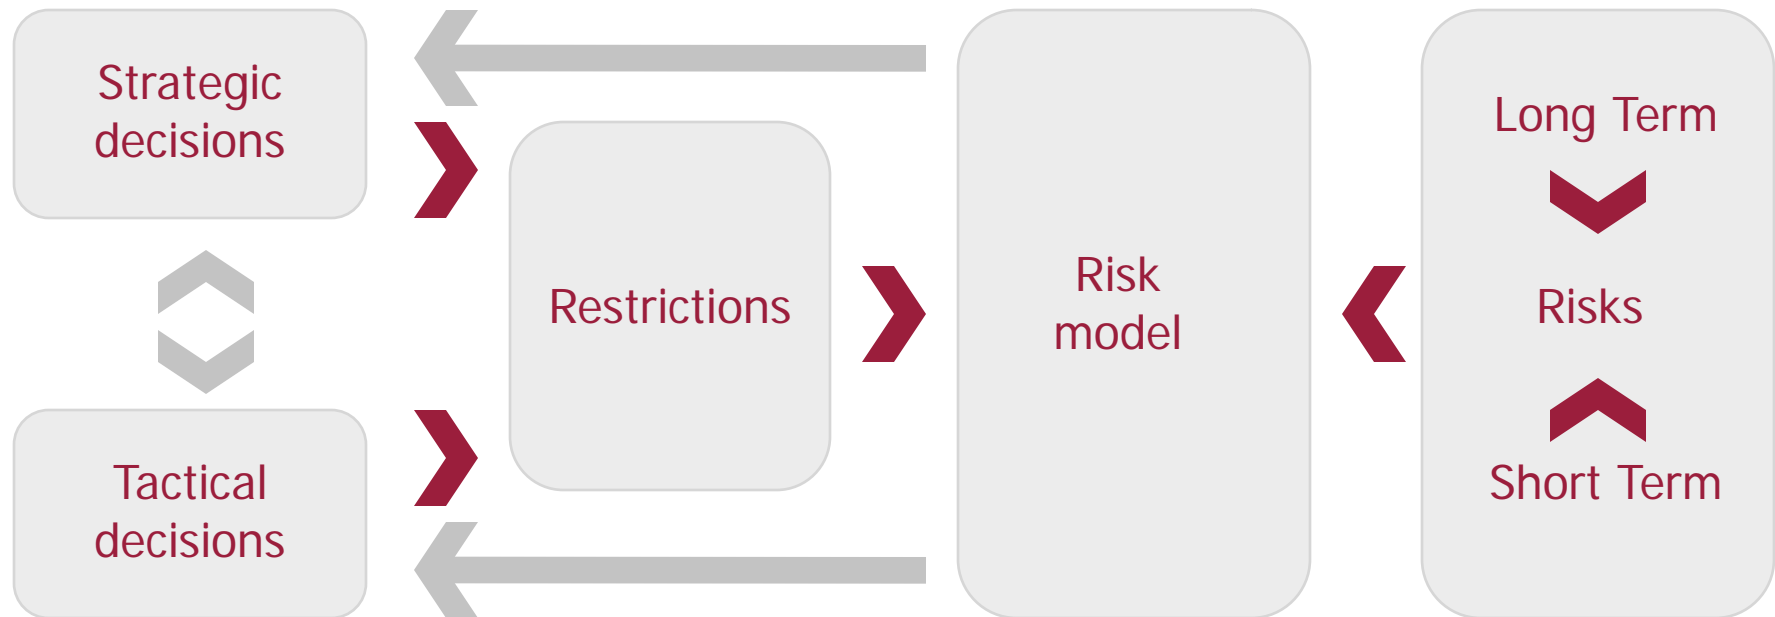 Strategic
decisions
Tactical
decisions
Restrictions
Risk
model
Long Term
Risks
Short Term